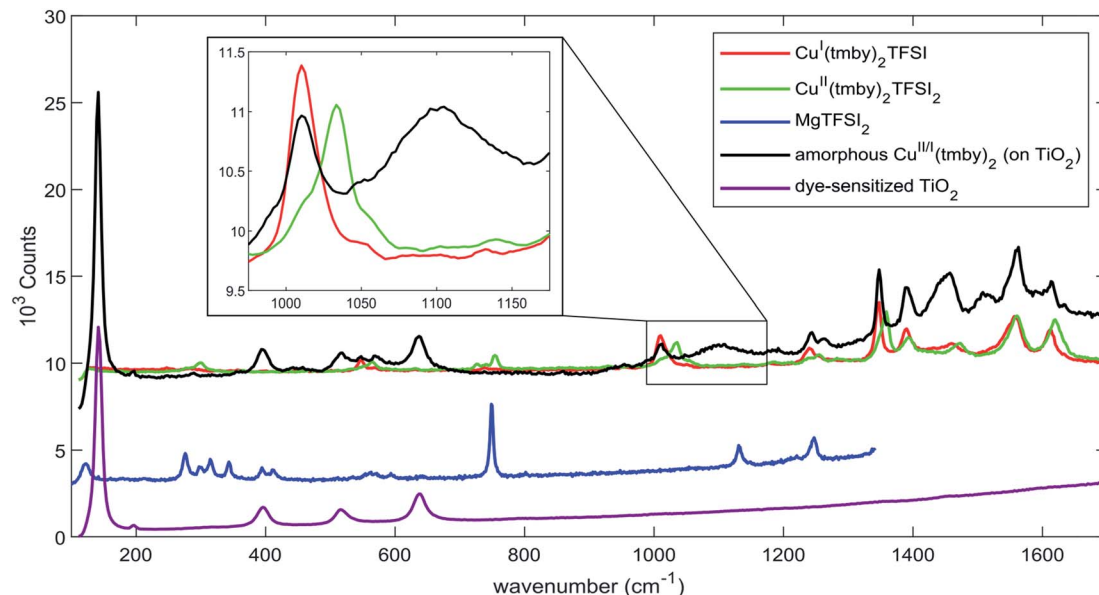 30
25
20
15
10
5
0
10³ Counts
11.5
11
10.5
10
9.5
1000 1050 1100 1150
Cuᴵ(tmby)₂TFSI
Cuᴵᴵ(tmby)₂TFSI₂
MgTFSI₂
amorphous Cuᴵᴵ/ᴵ(tmby)₂ (on TiO₂)
dye-sensitized TiO₂
200 400 600 800 1000 1200 1400 1600
wavenumber (cm⁻¹)